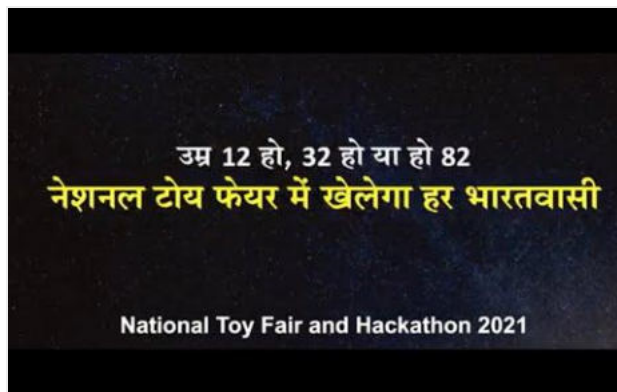 उम्र 12 हो, 32 हो या हो 82
नेशनल टोय फेयर में खेलेगा हर भारतवासी
National Toy Fair and Hackathon 2021